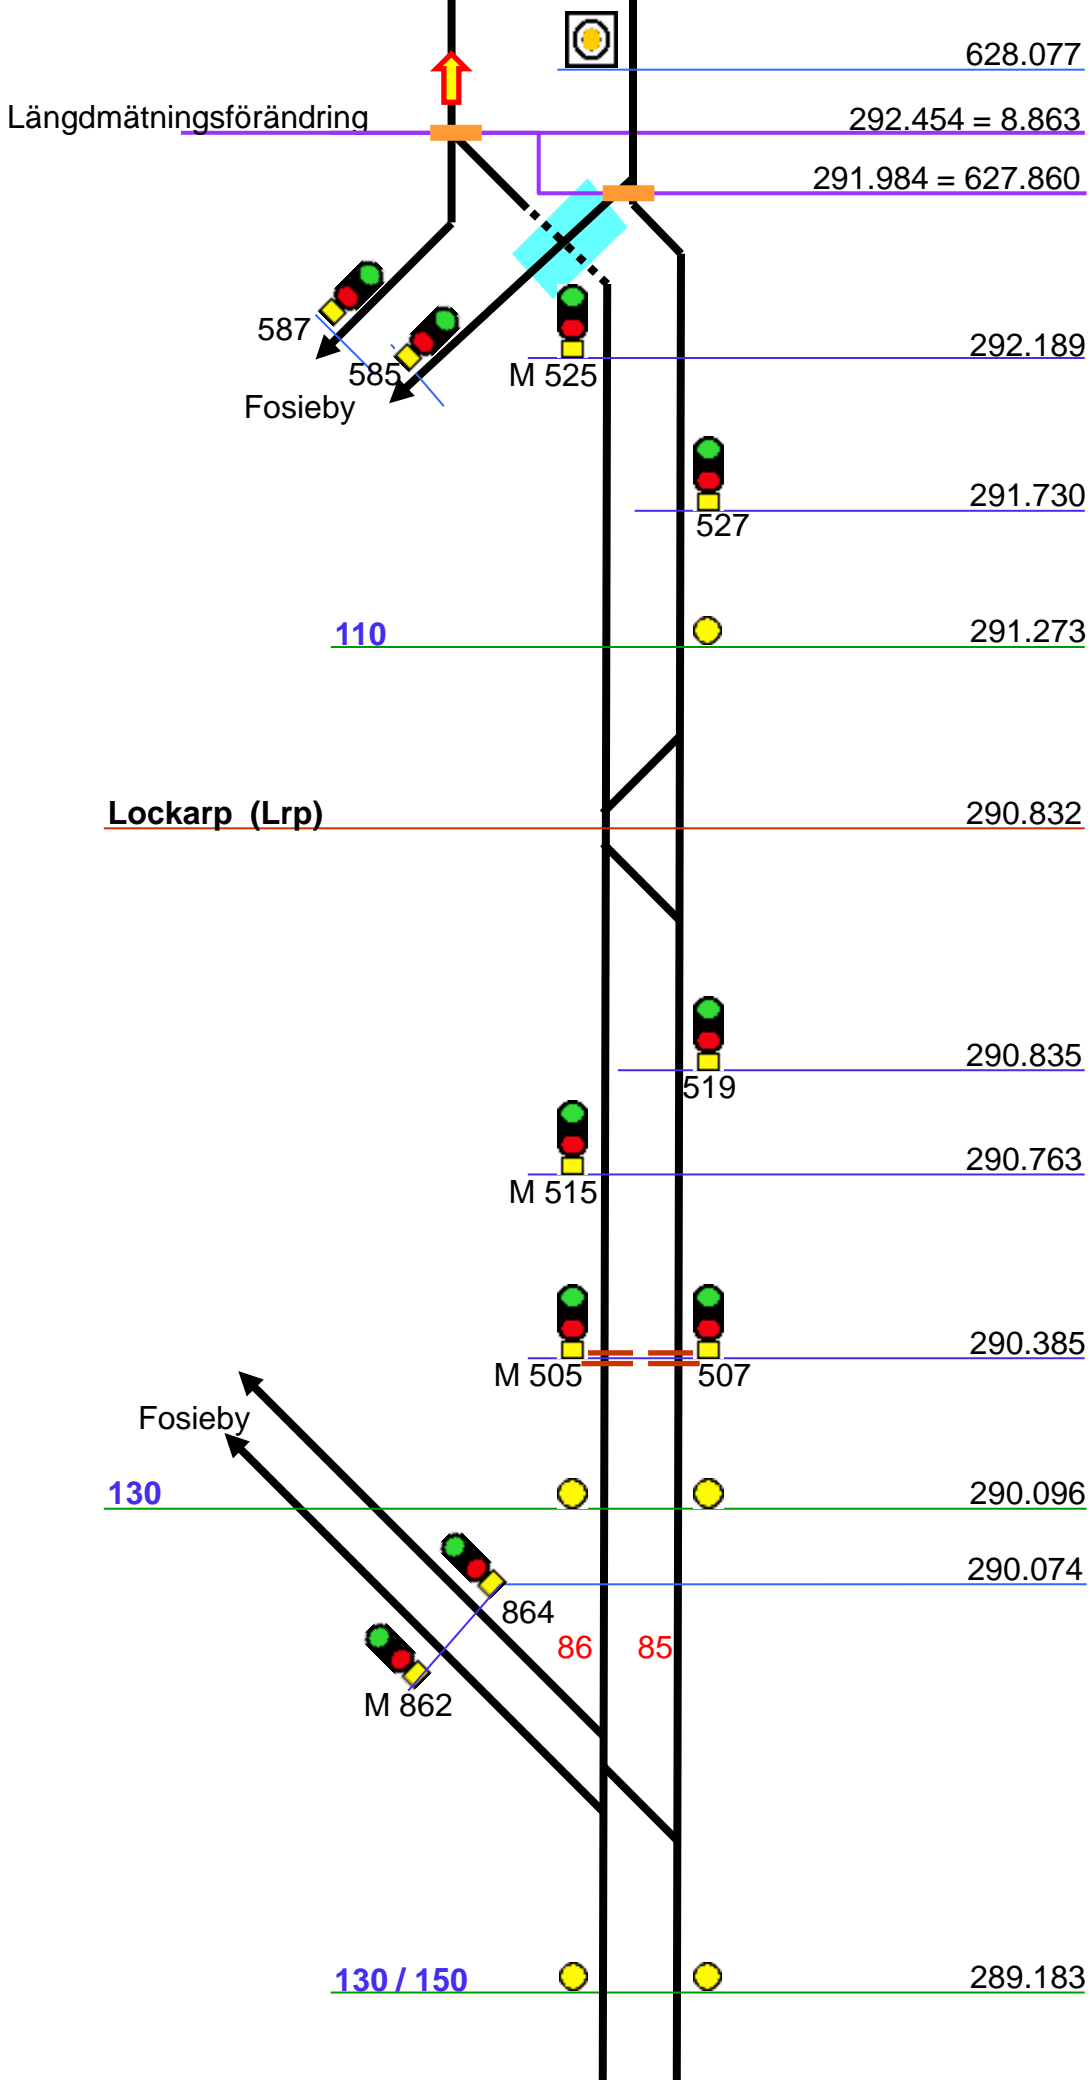 628.077
Längdmätningsförändring
292.454 = 8.863
291.984 = 627.860
587
585
M 525
292.189
Fosieby
291.730
527
110
291.273
Lockarp (Lrp)
290.832
290.835
519
290.763
M 515
290.385
M 505
507
Fosieby
130
290.096
290.074
864
86
85
M 862
130 / 150
289.183